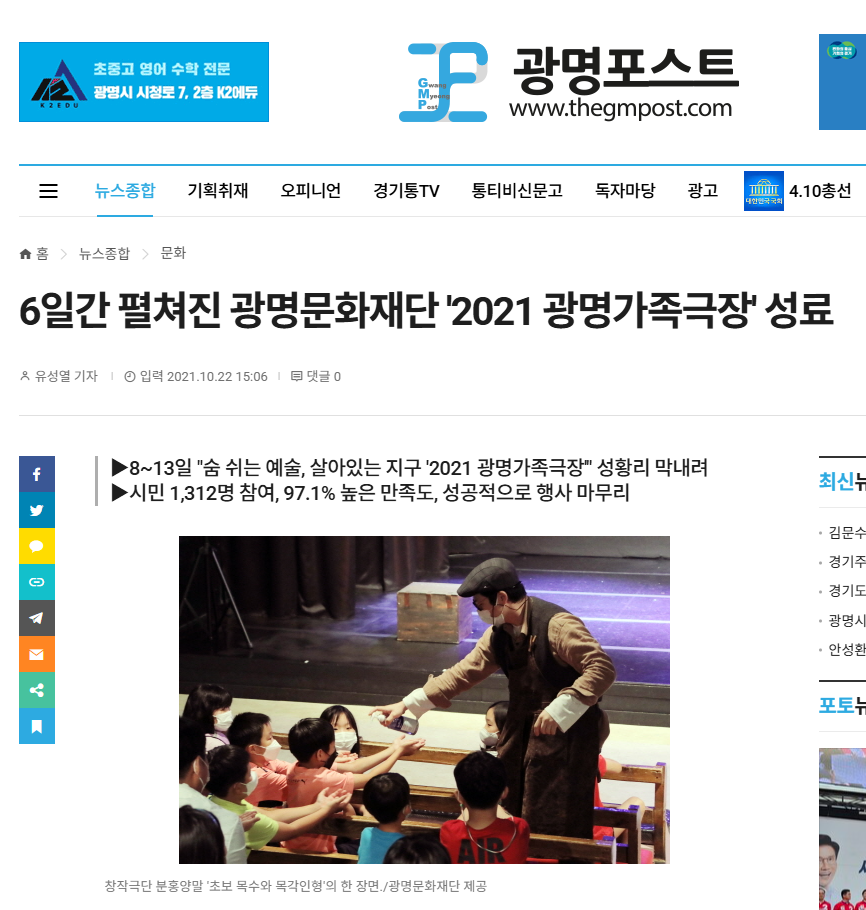 초중고 영어 수학 전문
광명시 시청로 7, 2층 K2에듀
K2EDU
Gwang
Myeong
Post
광명포스트
www.thegmpost.com
뉴스종합 기획취재 오피니언 경기통TV 통티비신문고 독자마당 광고 대한민국국회 4.10총선
홈 뉴스종합 문화
6일간 펼쳐진 광명문화재단 '2021 광명가족극장' 성료
유성열 기자 입력 2021.10.22 15:06 댓글 0
▶8~13일 "숨 쉬는 예술, 살아있는 지구 '2021 광명가족극장'" 성황리 막내려
▶시민 1,312명 참여, 97.1% 높은 만족도, 성공적으로 행사 마무리
AIR
창작극단 분홍양말 '초보 목수와 목각인형'의 한 장면./광명문화재단 제공
최신뉴
김문수
경기주
경기도
광명시
안성환
포토뉴